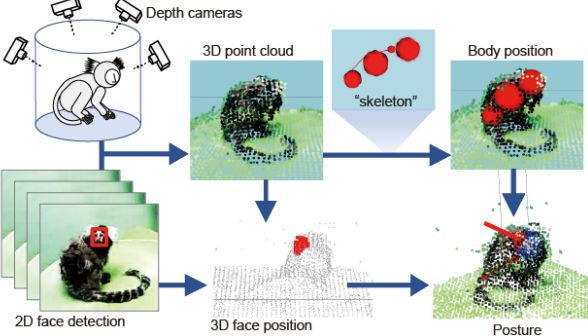 Depth cameras
3D point cloud
"skeleton"
Body position
2D face detection
3D face position
Posture